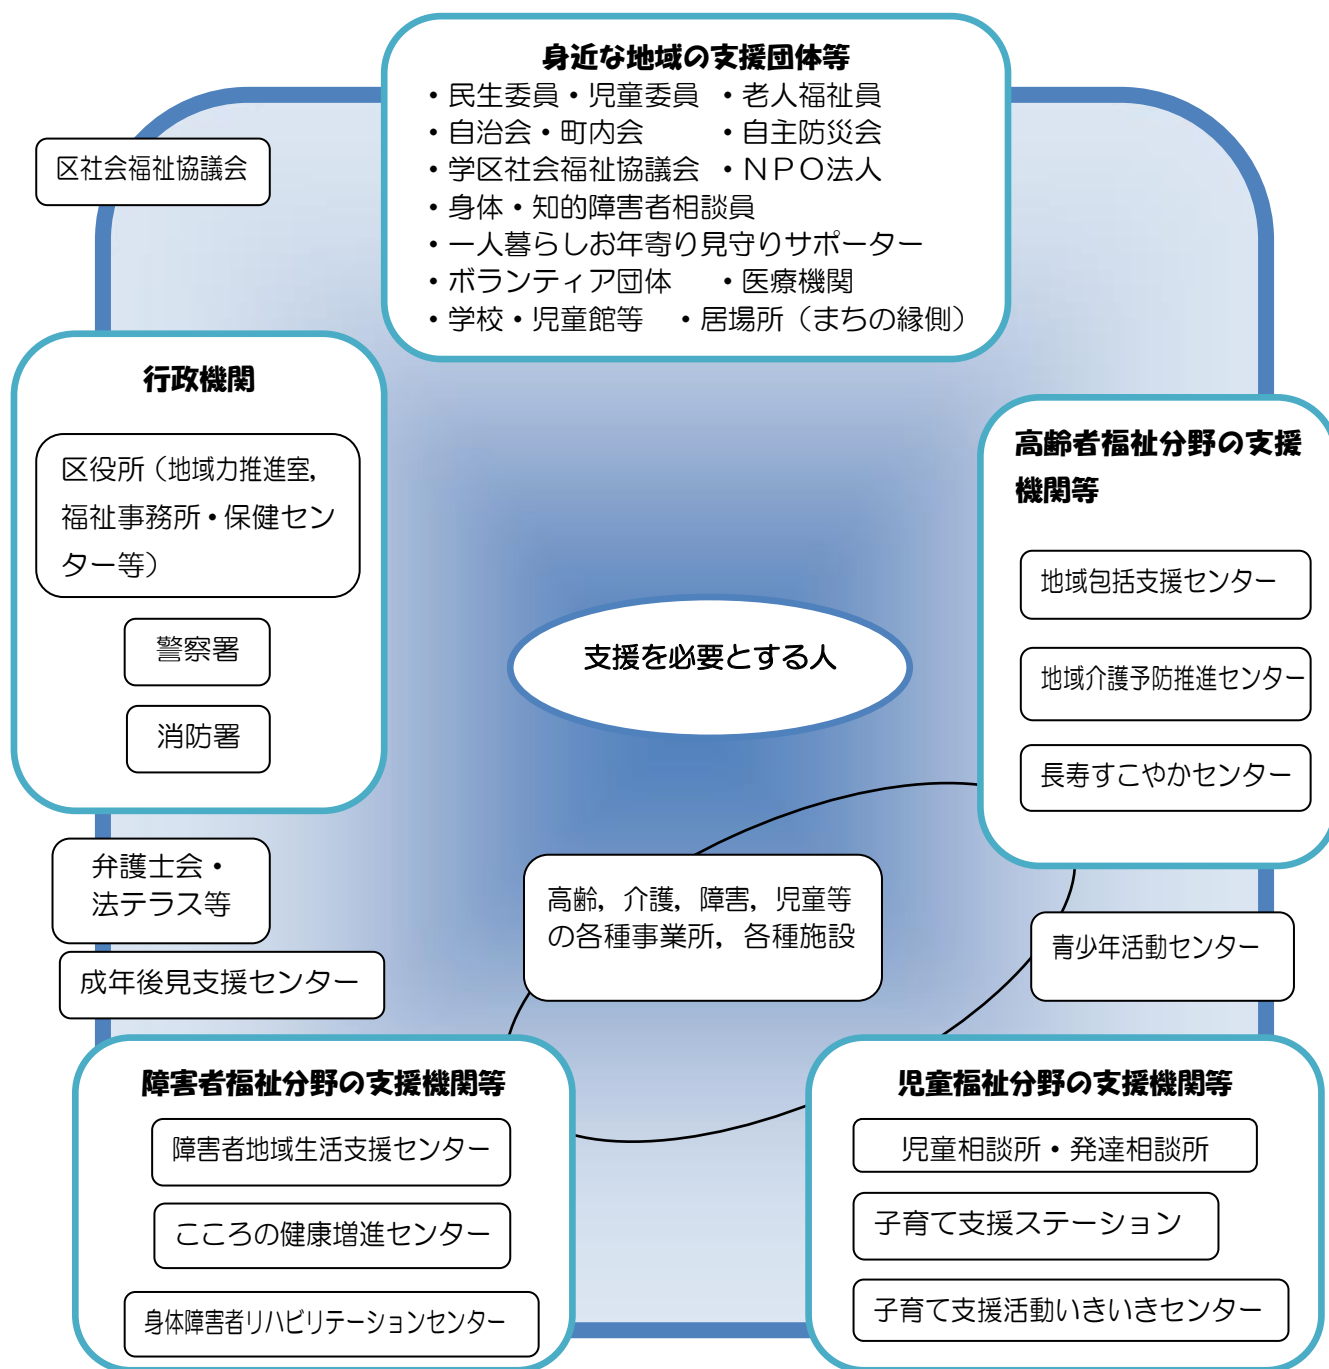 身近な地域の支援団体等
・民生委員・児童委員 ・老人福祉員
・自治会・町内会 ・自主防災会
・学区社会福祉協議会 ・ＮＰＯ法人
・身体・知的障害者相談員
・一人暮らしお年寄り見守りサポーター
・ボランティア団体 ・医療機関
・学校・児童館等 ・居場所（まちの縁側）
区社会福祉協議会
行政機関
区役所（地域力推進室，
福祉事務所・保健セン
ター等）
警察署
消防署
高齢者福祉分野の支援
機関等
地域包括支援センター
地域介護予防推進センター
長寿すこやかセンター
支援を必要とする人
弁護士会・
法テラス等
成年後見支援センター
高齢，介護，障害，児童等
の各種事業所，各種施設
青少年活動センター
障害者福祉分野の支援機関等
障害者地域生活支援センター
こころの健康増進センター
身体障害者リハビリテーションセンター
児童福祉分野の支援機関等
児童相談所・発達相談所
子育て支援ステーション
子育て支援活動いきいきセンター